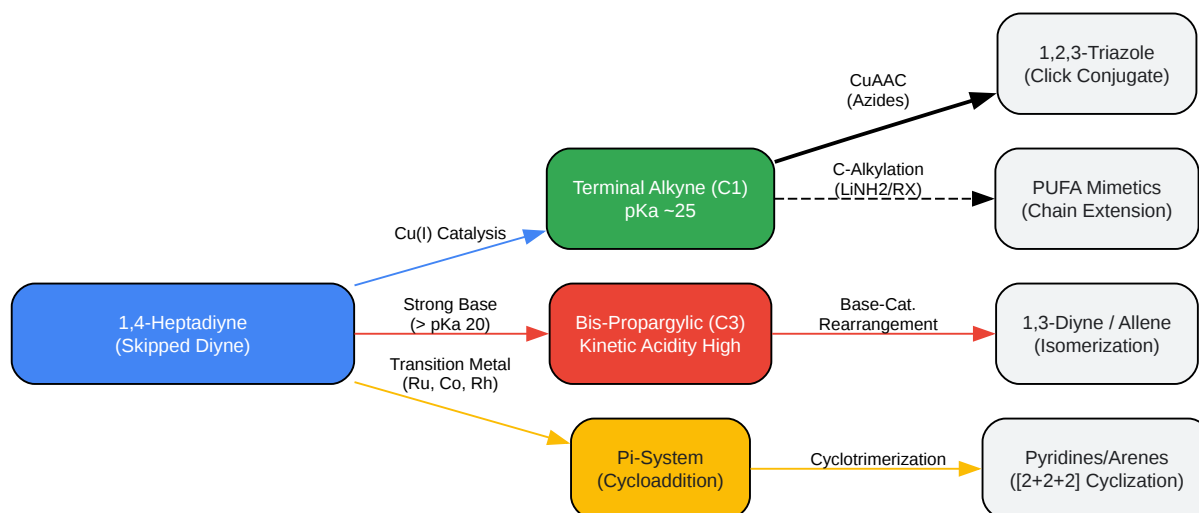 1,4-Heptadiyne
(Skipped Diyne)
Cu(I) Catalysis
Strong Base
(> pKa 20)
Transition Metal
(Ru, Co, Rh)
Terminal Alkyne (C1)
pKa ~25
Bis-Propargylic (C3)
Kinetic Acidity High
Pi-System
(Cycloaddition)
CuAAC
(Azides)
C-Alkylation
(LiNH2/RX)
Base-Cat.
Rearrangement
Cyclotrimerization
1,2,3-Triazole
(Click Conjugate)
PUFA Mimetics
(Chain Extension)
1,3-Diyne / Allene
(Isomerization)
Pyridines/Arenes
([2+2+2] Cyclization)